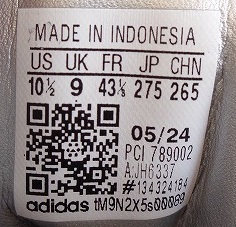 MADE IN INDONESIA
US UK FR JP CHN
10½ 9 43⅓ 275 265
05/24
PCI 789002
A:JH6337
#134324184
adidas tM9N2X5s00089